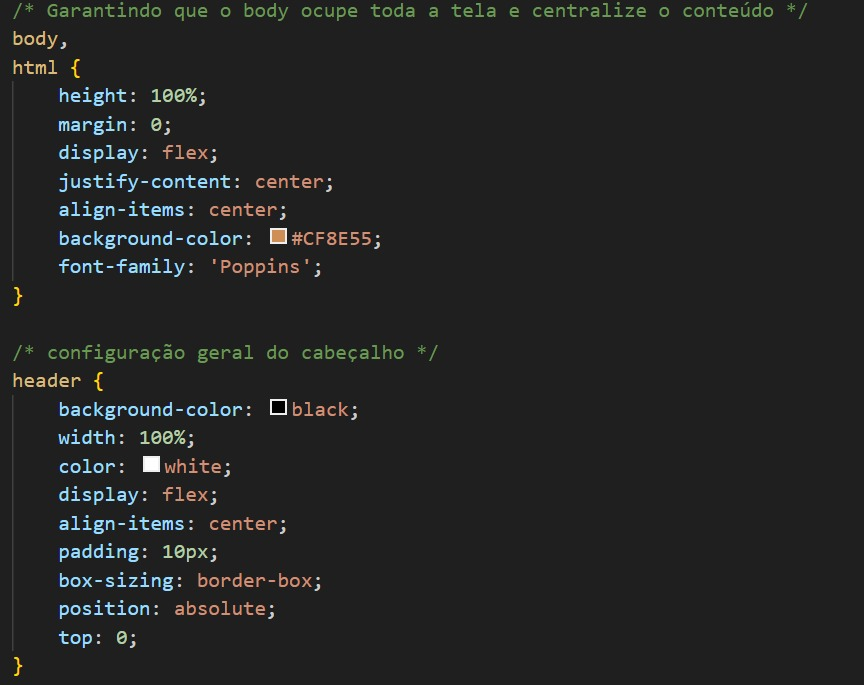 /* Garantindo que o body ocupe toda a tela e centralize o conteúdo */
body,
html {
    height: 100%;
    margin: 0;
    display: flex;
    justify-content: center;
    align-items: center;
    background-color: #CF8E55;
    font-family: 'Poppins';
}

/* configuração geral do cabeçalho */
header {
    background-color: black;
    width: 100%;
    color: white;
    display: flex;
    align-items: center;
    padding: 10px;
    box-sizing: border-box;
    position: absolute;
    top: 0;
}